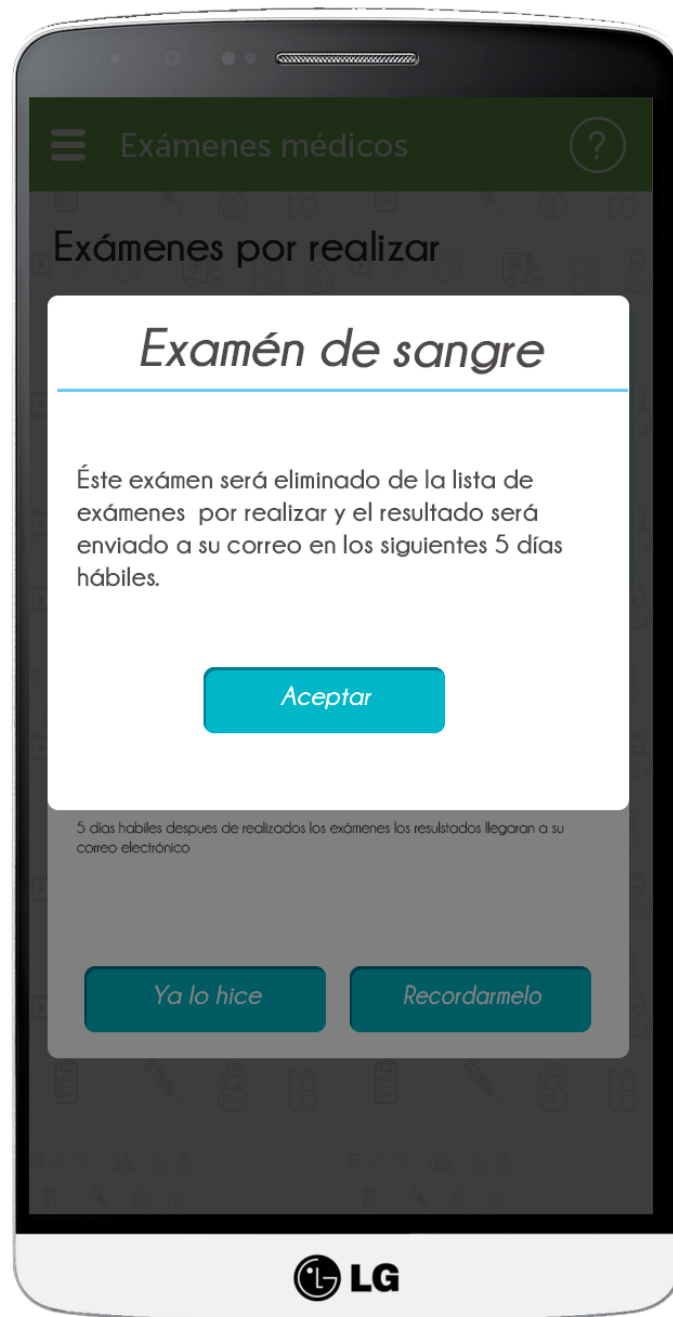 Exámenes médicos
?
Exámenes por realizar
Examén de sangre
Éste exámen será eliminado de la lista de
exámenes por realizar y el resultado será
enviado a su correo en los siguientes 5 días
hábiles.
Aceptar
5 días habiles despues de realizados los exámenes los resulstados llegaran a su
correo electrónico
Ya lo hice
Recordarmelo
LG